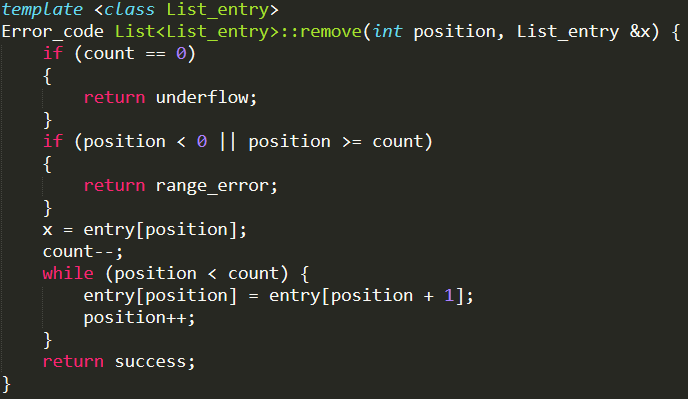 template <class List_entry>
Error_code List<List_entry>::remove(int position, List_entry &x) {
    if (count == 0)
    {
        return underflow;
    }
    if (position < 0 || position >= count)
    {
        return range_error;
    }
    x = entry[position];
    count--;
    while (position < count) {
        entry[position] = entry[position + 1];
        position++;
    }
    return success;
}